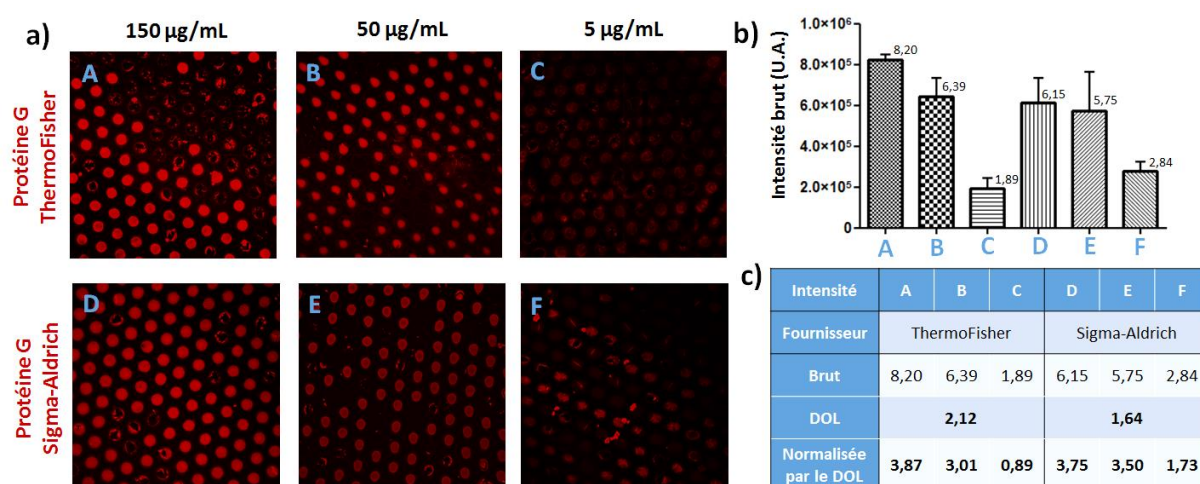 a)
150 µg/mL
50 µg/mL
5 µg/mL
Protéine G
ThermoFisher
A
B
C
Protéine G
Sigma-Aldrich
D
E
F
b)
Intensité brut (U.A.)
1.0×10⁶
8.0×10⁵
6.0×10⁵
4.0×10⁵
2.0×10⁵
0
8,20
6,39
1,89
6,15
5,75
2,84
A B C D E F
c)
Intensité A B C D E F
Fournisseur ThermoFisher Sigma-Aldrich
Brut 8,20 6,39 1,89 6,15 5,75 2,84
DOL 2,12 1,64
Normalisée
par le DOL 3,87 3,01 0,89 3,75 3,50 1,73